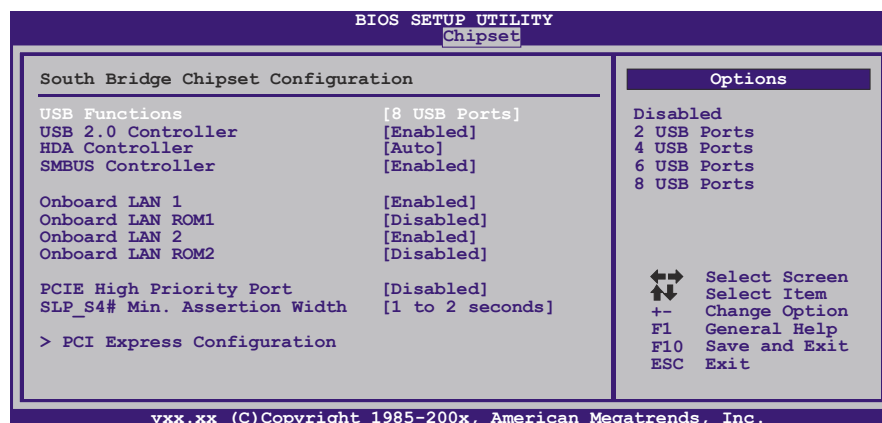 BIOS SETUP UTILITY
Chipset
South Bridge Chipset Configuration
USB Functions [8 USB Ports]
USB 2.0 Controller [Enabled]
HDA Controller [Auto]
SMBUS Controller [Enabled]
Onboard LAN 1 [Enabled]
Onboard LAN ROM1 [Disabled]
Onboard LAN 2 [Enabled]
Onboard LAN ROM2 [Disabled]
PCIE High Priority Port [Disabled]
SLP_S4# Min. Assertion Width [1 to 2 seconds]
> PCI Express Configuration
Options
Disabled
2 USB Ports
4 USB Ports
6 USB Ports
8 USB Ports
Select Screen
Select Item
+- Change Option
F1 General Help
F10 Save and Exit
ESC Exit
vxx.xx (C)Copyright 1985-200x, American Megatrends, Inc.